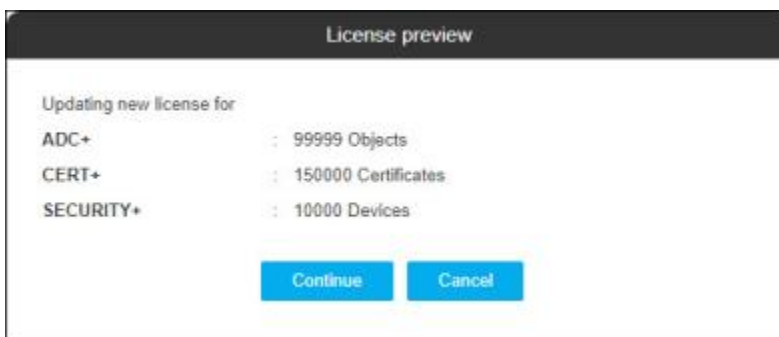 License preview
Updating new license for
ADC+ : 99999 Objects
CERT+ : 150000 Certificates
SECURITY+ : 10000 Devices
Continue Cancel